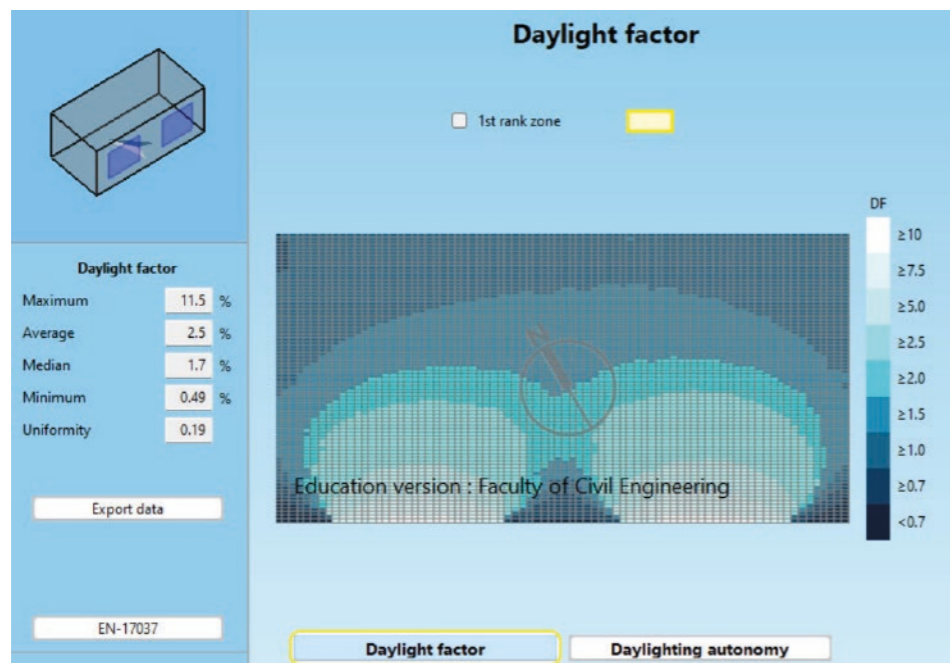 Daylight factor
1st rank zone
DF
≥10
≥7.5
≥5.0
≥2.5
≥2.0
≥1.5
≥1.0
≥0.7
<0.7
Daylight factor
Maximum 11.5 %
Average 2.5 %
Median 1.7 %
Minimum 0.49 %
Uniformity 0.19
Export data
EN-17037
N
Education version : Faculty of Civil Engineering
Daylight factor
Daylighting autonomy